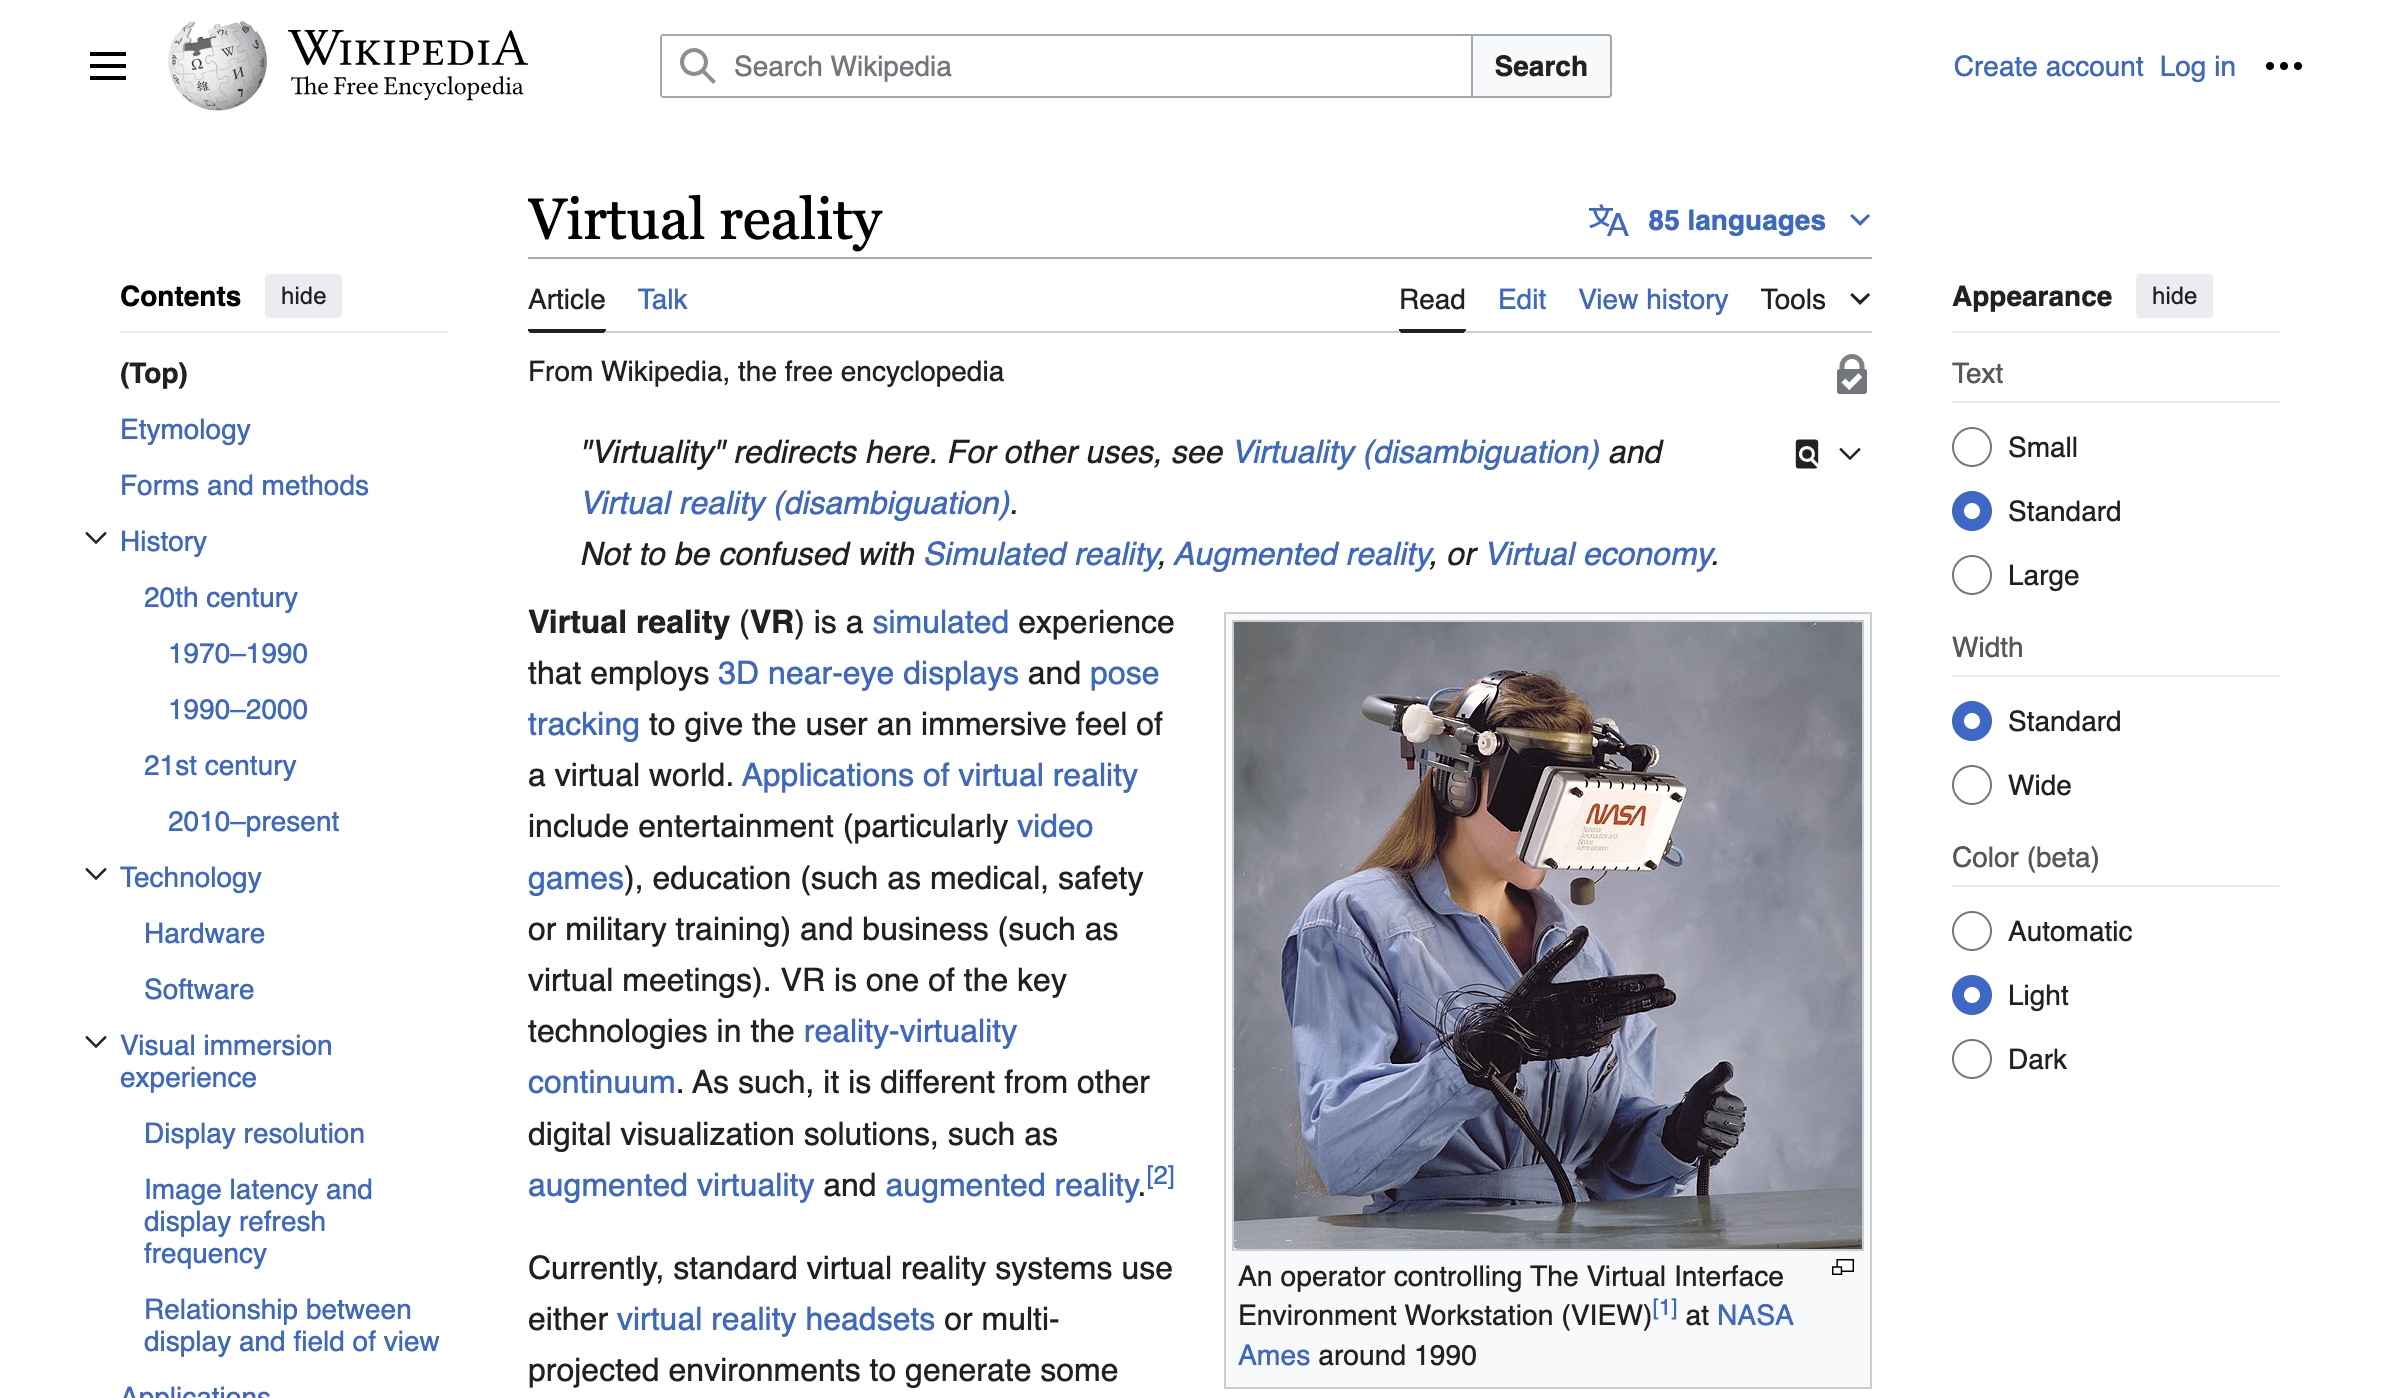 WIKIPEDIA
The Free Encyclopedia
Search Wikipedia
Search
Create account Log in
Virtual reality
85 languages
Contents hide
(Top)
Etymology
Forms and methods
History
20th century
1970–1990
1990–2000
21st century
2010–present
Technology
Hardware
Software
Visual immersion
experience
Display resolution
Image latency and
display refresh
frequency
Relationship between
display and field of view
Applications
Article Talk
Read Edit View history Tools
From Wikipedia, the free encyclopedia
"Virtuality" redirects here. For other uses, see Virtuality (disambiguation) and
Virtual reality (disambiguation).
Not to be confused with Simulated reality, Augmented reality, or Virtual economy.
Virtual reality (VR) is a simulated experience
that employs 3D near-eye displays and pose
tracking to give the user an immersive feel of
a virtual world. Applications of virtual reality
include entertainment (particularly video
games), education (such as medical, safety
or military training) and business (such as
virtual meetings). VR is one of the key
technologies in the reality-virtuality
continuum. As such, it is different from other
digital visualization solutions, such as
augmented virtuality and augmented reality.[2]
Currently, standard virtual reality systems use
either virtual reality headsets or multi-
projected environments to generate some
NASA
National
Aeronautics and
Space
Administration
An operator controlling The Virtual Interface
Environment Workstation (VIEW)[1] at NASA
Ames around 1990
Appearance hide
Text
Small
Standard
Large
Width
Standard
Wide
Color (beta)
Automatic
Light
Dark